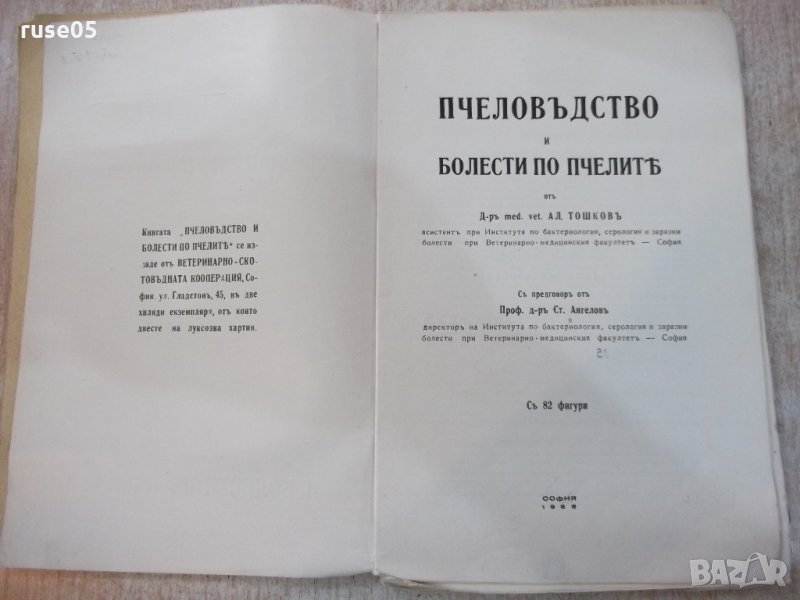 ruse05
Книгата „ПЧЕЛОВЪДСТВО И
БОЛЕСТИ ПО ПЧЕЛИТѢ“ се из-
даде отъ ВЕТЕРИНАРНО-СКО-
ТОВЪДНАТА КООПЕРАЦИЯ, Со-
фия ул. Гладстонъ, 45, въ две
хиляди екземпляра, отъ които
двесте на луксозна хартия.
ПЧЕЛОВЪДСТВО
и
БОЛЕСТИ ПО ПЧЕЛИТѢ
отъ
Д-ръ med. vet. АЛ. ТОШКОВЪ
асистентъ при Института по бактериология, серология и заразни
болести при Ветеринарно-медицинския факултетъ — София
Съ предговоръ отъ
Проф. д-ръ Ст. Ангеловъ
директоръ на Института по бактериология, серология и заразни
болести при Ветеринарно-медицинския факултетъ — София
Съ 82 фигури
СОФИЯ
BAZAR